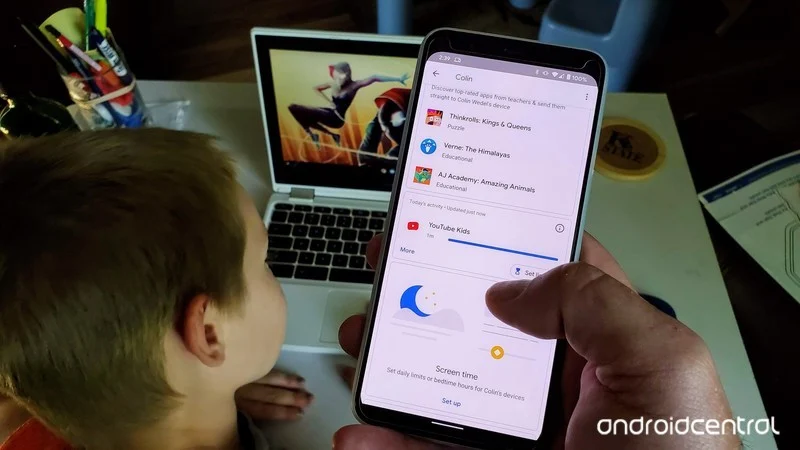 2:39
100%
Colin
Discover top-rated apps from teachers & send them
straight to Colin Wedel's device
Thinkrolls: Kings & Queens
Puzzle
Verne: The Himalayas
Educational
AJ Academy: Amazing Animals
Educational
Today's activity • Updated just now
YouTube Kids
1m
More
Set
Screen time
Set daily limits or bedtime hours for Colin's devices
Set up
STATE
androidcentral